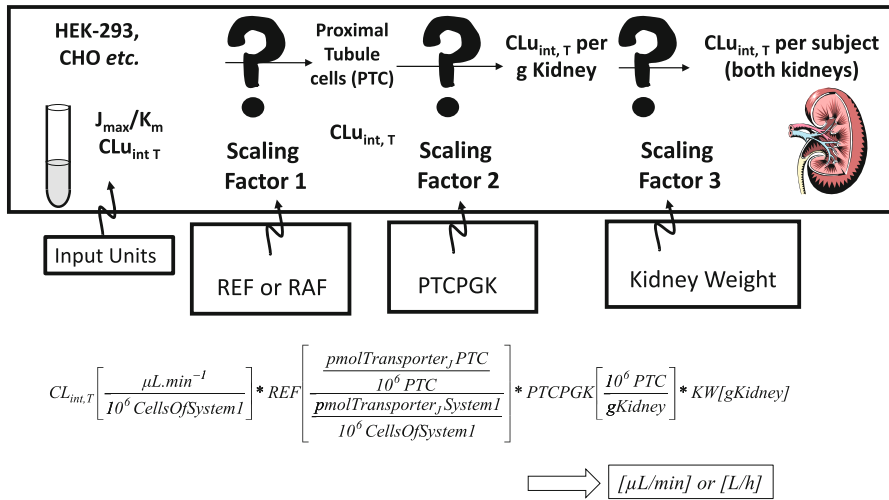 HEK-293,
CHO etc.
J_max/K_m
CLu_int T
?
Scaling
Factor 1
Proximal
Tubule
cells (PTC)
CLu_int, T
?
Scaling
Factor 2
CLu_int, T per
g Kidney
?
Scaling
Factor 3
CLu_int, T per subject
(both kidneys)
Input Units
REF or RAF
PTCPGK
Kidney Weight
CL_int,T [μL.min^-1 / 10^6 CellsOfSystem1] * REF [(pmolTransporter_J PTC / 10^6 PTC) / (pmolTransporter_J System1 / 10^6 CellsOfSystem1)] * PTCPGK [10^6 PTC / gKidney] * KW[gKidney]
[μL/min] or [L/h]